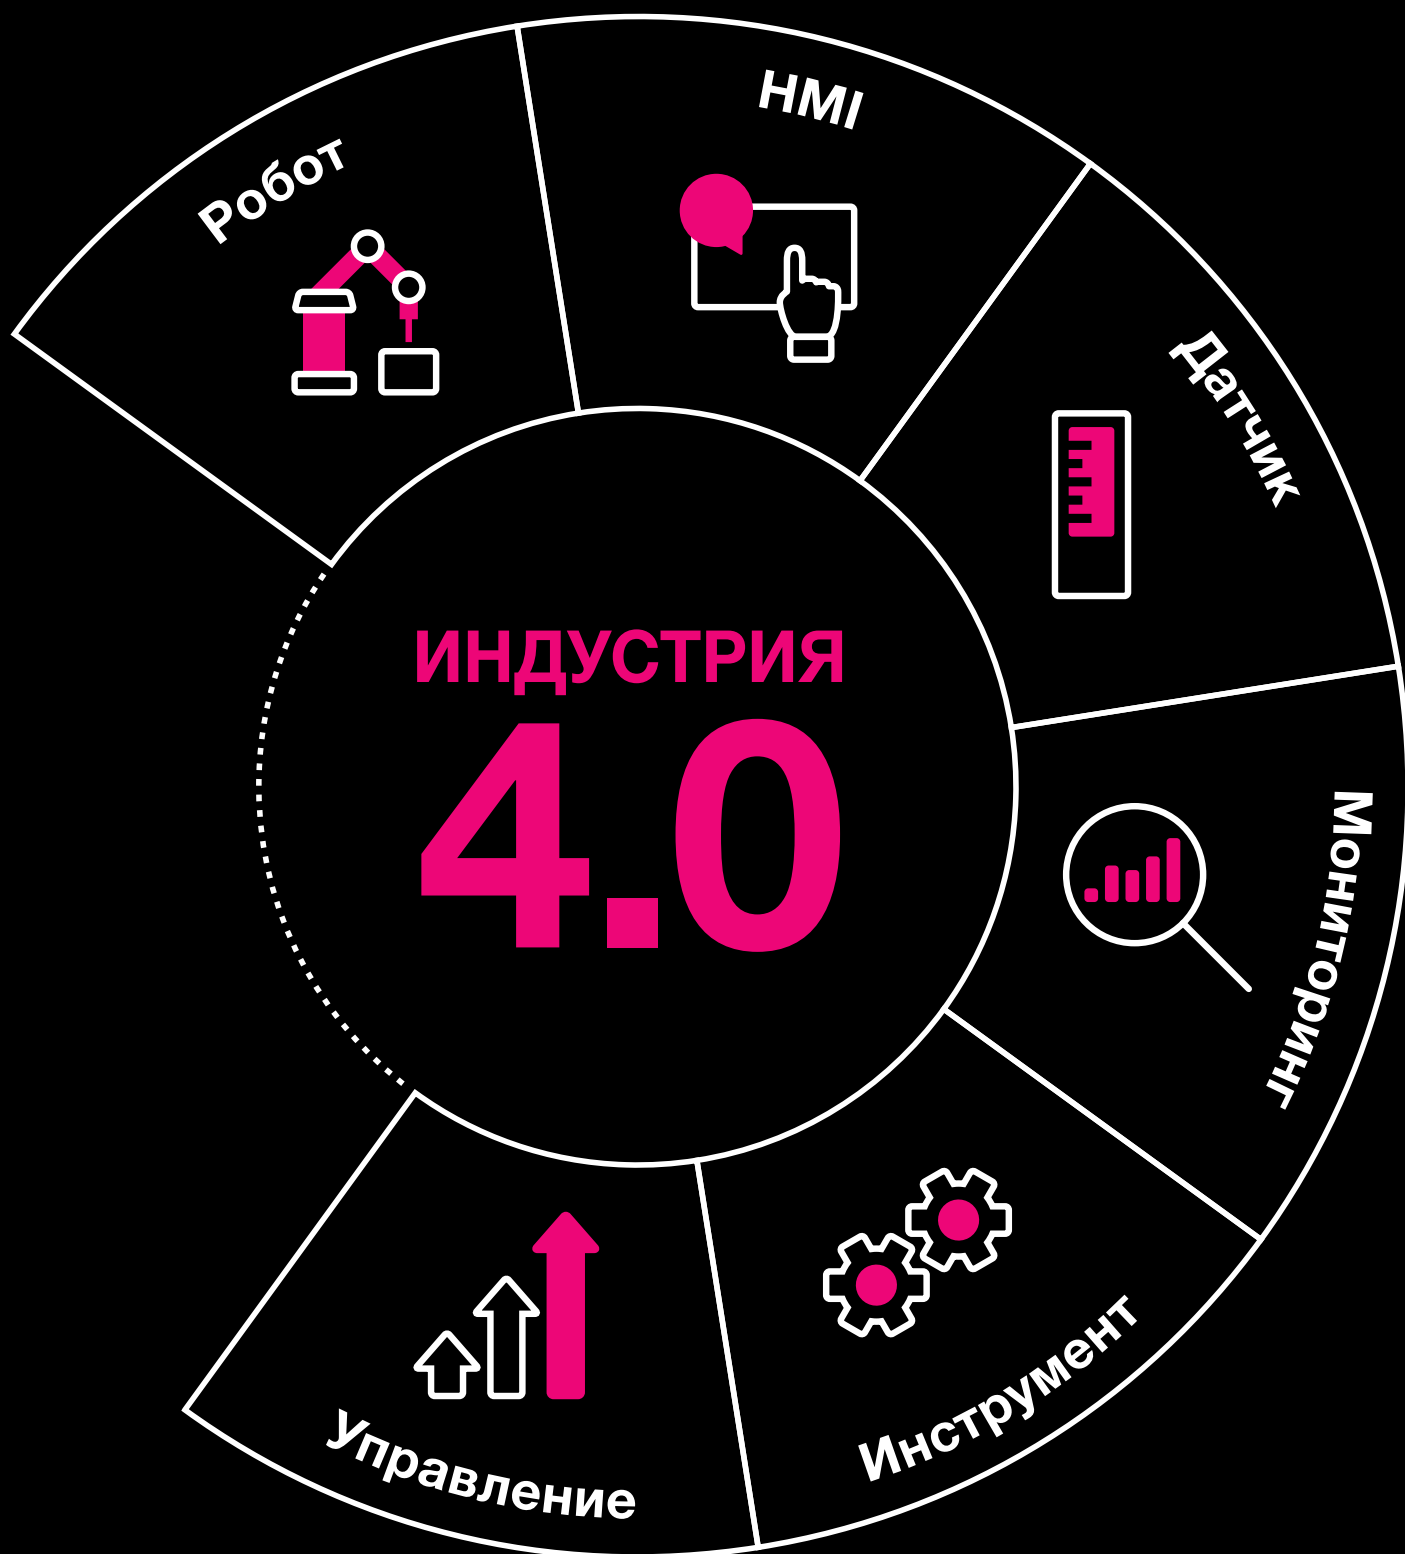 Робот
HMI
Датчик
Мониторинг
Инструмент
Управление
ИНДУСТРИЯ
4.0